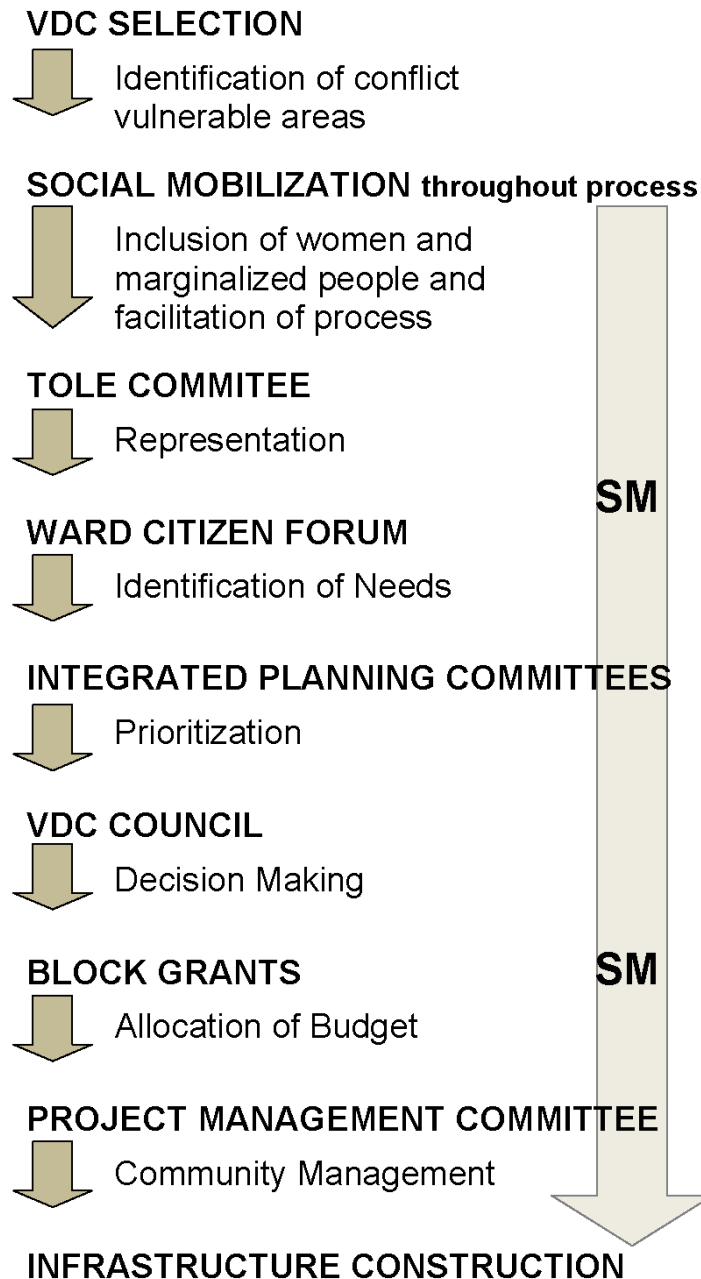 VDC SELECTION
Identification of conflict
vulnerable areas
SOCIAL MOBILIZATION throughout process
Inclusion of women and
marginalized people and
facilitation of process
TOLE COMMITEE
Representation
SM
WARD CITIZEN FORUM
Identification of Needs
INTEGRATED PLANNING COMMITTEES
Prioritization
VDC COUNCIL
Decision Making
BLOCK GRANTS
SM
Allocation of Budget
PROJECT MANAGEMENT COMMITTEE
Community Management
INFRASTRUCTURE CONSTRUCTION